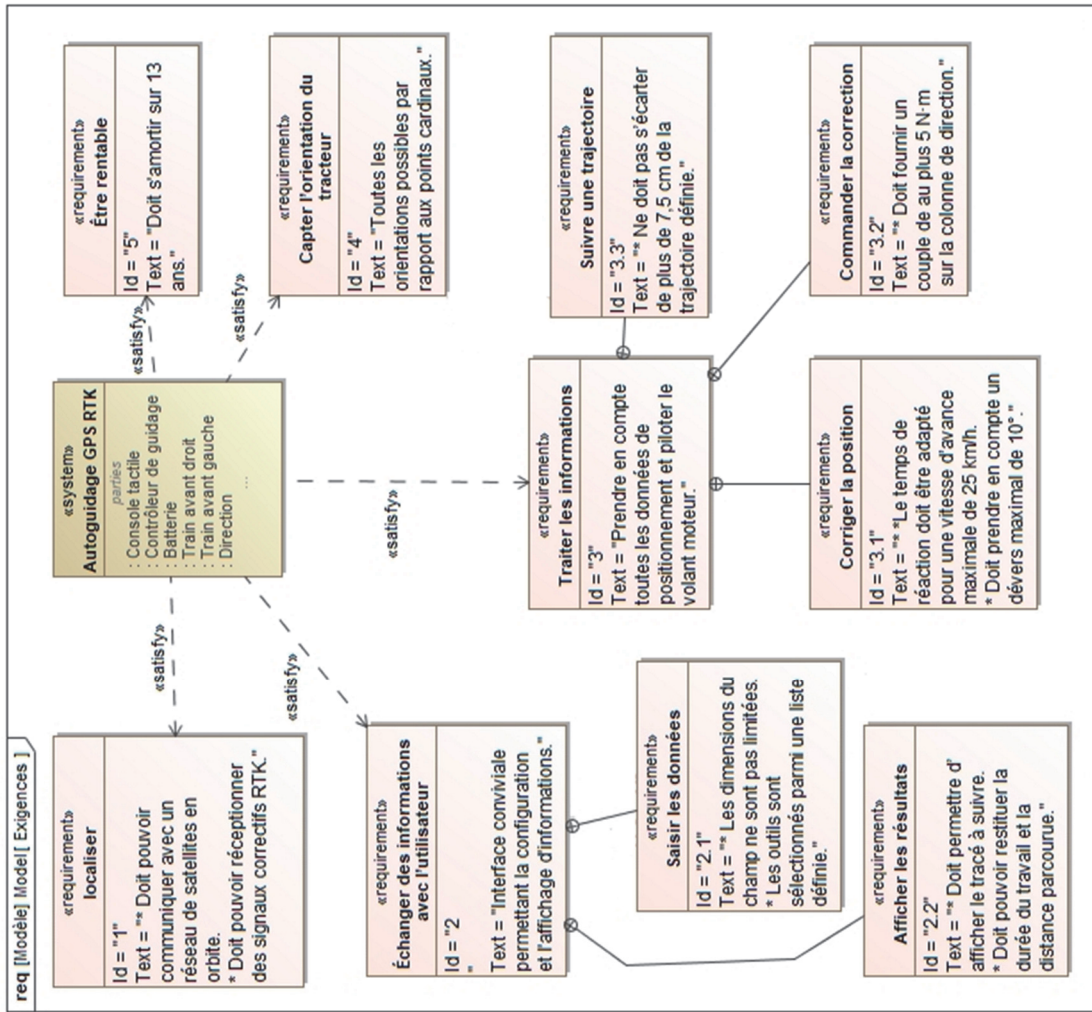 req [Modèle] Model [ Exigences ]
«requirement»
localiser
Id = "1"
Text = "* Doit pouvoir
communiquer avec un
réseau de satellites en
orbite.
* Doit pouvoir réceptionner
des signaux correctifs RTK."
«satisfy»
«system»
Autoguidage GPS RTK
parties
: Console tactile
: Contrôleur de guidage
: Batterie
: Train avant droit
: Train avant gauche
: Direction
...
«satisfy»
«requirement»
Être rentable
Id = "5"
Text = "Doit s'amortir sur 13
ans."
«satisfy»
«requirement»
Capter l'orientation du
tracteur
Id = "4"
Text = "Toutes les
orientations possibles par
rapport aux points cardinaux."
«satisfy»
«requirement»
Échanger des informations
avec l'utilisateur
Id = "2
"
Text = "Interface conviviale
permettant la configuration
et l'affichage d'informations."
«satisfy»
«requirement»
Traiter les informations
Id = "3"
Text = "Prendre en compte
toutes les données de
positionnement et piloter le
volant moteur."
«requirement»
Suivre une trajectoire
Id = "3.3"
Text = "* Ne doit pas s'écarter
de plus de 7,5 cm de la
trajectoire définie."
«requirement»
Saisir les données
Id = "2.1"
Text = "* Les dimensions du
champ ne sont pas limitées.
* Les outils sont
sélectionnés parmi une liste
définie."
«requirement»
Afficher les résultats
Id = "2.2"
Text = "* Doit permettre d'
afficher le tracé à suivre.
* Doit pouvoir restituer la
durée du travail et la
distance parcourue."
«requirement»
Corriger la position
Id = "3.1"
Text = "* *Le temps de
réaction doit être adapté
pour une vitesse d'avance
maximale de 25 km/h.
* Doit prendre en compte un
dévers maximal de 10°."
«requirement»
Commander la correction
Id = "3.2"
Text = "* Doit fournir un
couple de au plus 5 N·m
sur la colonne de direction."